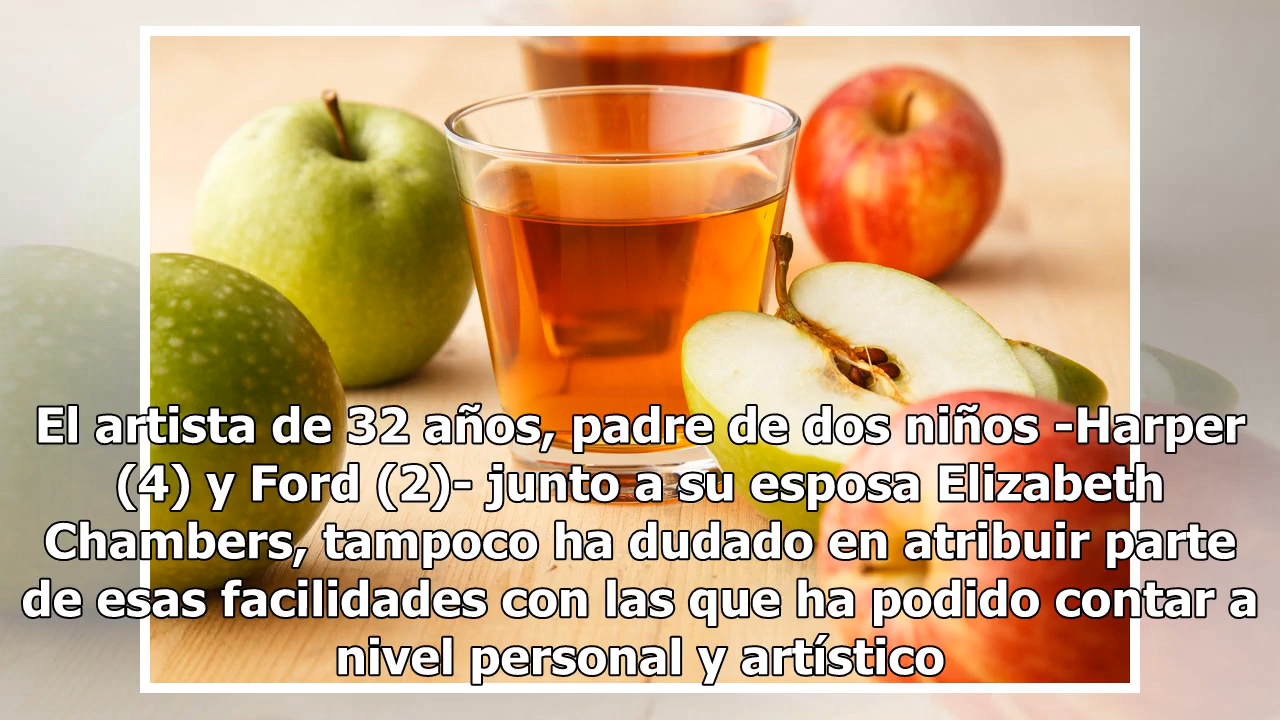 El artista de 32 años, padre de dos niños -Harper
(4) y Ford (2)- junto a su esposa Elizabeth
Chambers, tampoco ha dudado en atribuir parte
de esas facilidades con las que ha podido contar a
nivel personal y artístico